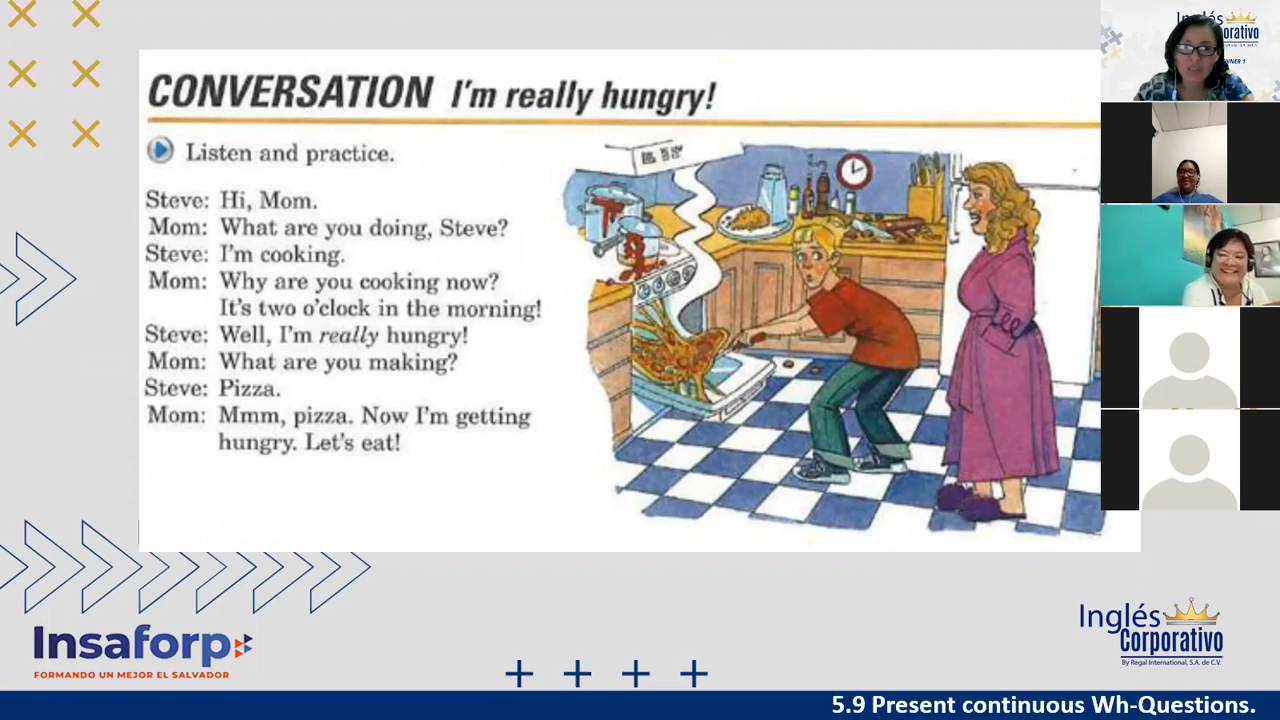 CONVERSATION I'm really hungry!
Listen and practice.
Steve: Hi, Mom.
Mom: What are you doing, Steve?
Steve: I'm cooking.
Mom: Why are you cooking now?
It's two o'clock in the morning!
Steve: Well, I'm really hungry!
Mom: What are you making?
Steve: Pizza.
Mom: Mmm, pizza. Now I'm getting
hungry. Let's eat!
Insaforp
FORMANDO UN MEJOR EL SALVADOR
Inglés
Corporativo
By Regal International, S.A. de C.V.
5.9 Present continuous Wh-Questions.